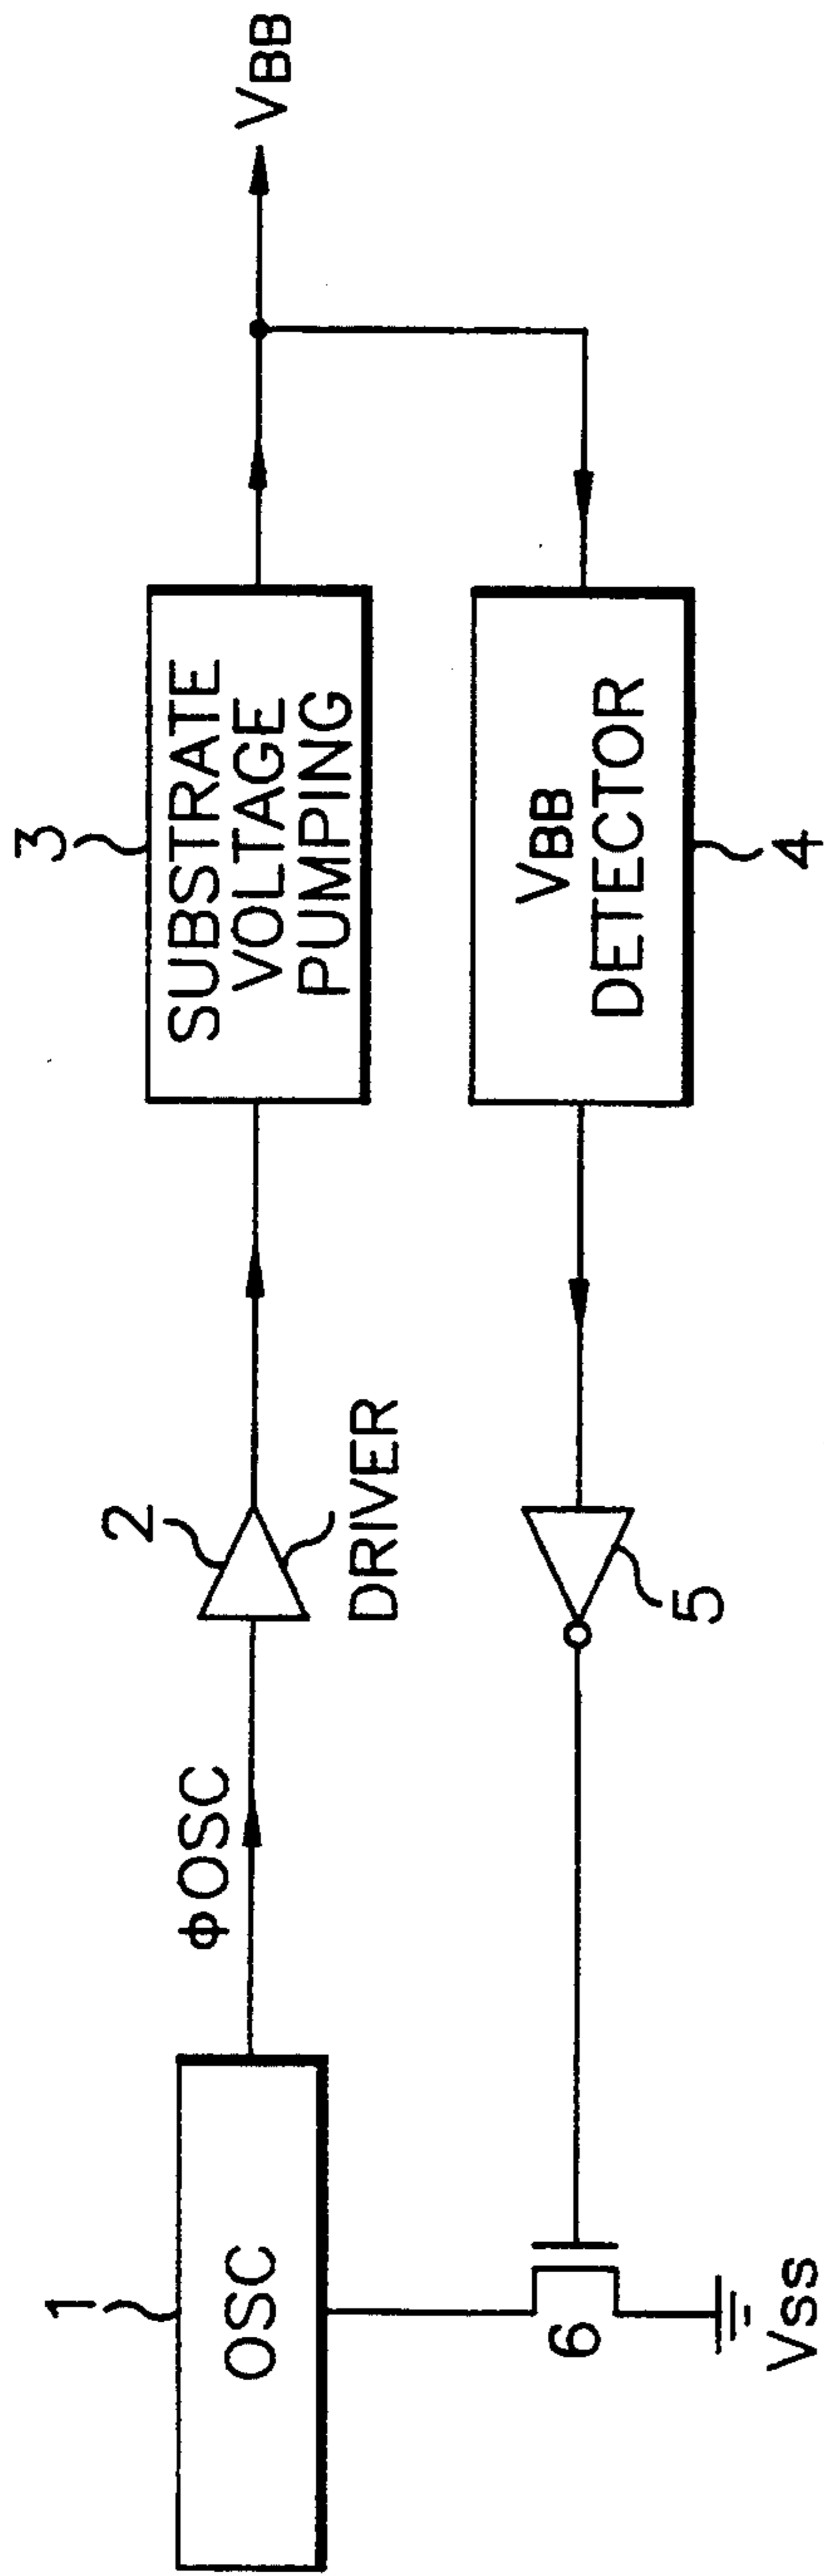 1
OSC
ΦOSC
2
DRIVER
3
SUBSTRATE
VOLTAGE
PUMPING
VBB
VBB
DETECTOR
4
5
6
VSS